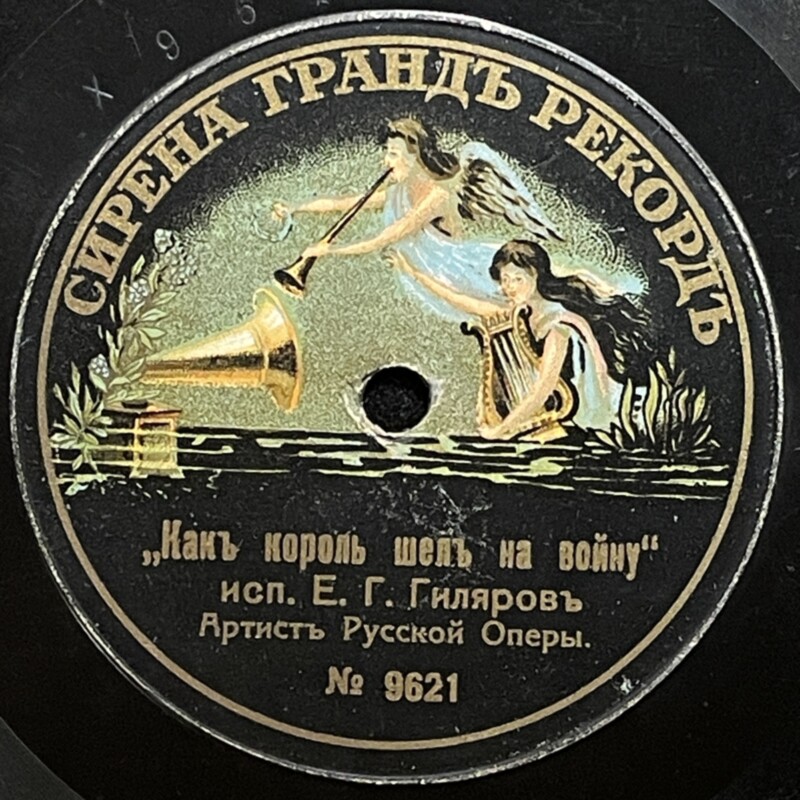 СИРЕНА ГРАНДЪ РЕКОРДЪ
„Какъ король шелъ на войну“
исп. Е. Г. Гиляровъ
Артистъ Русской Оперы.
№ 9621